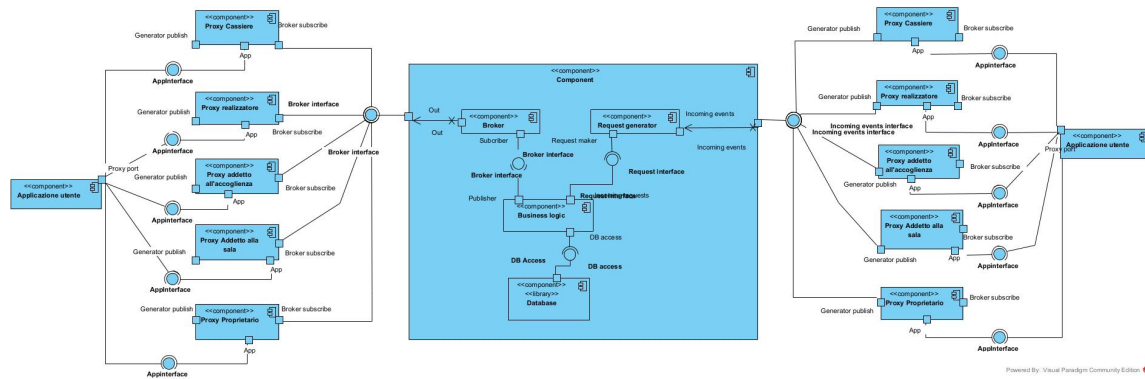 <<component>>
Proxy Cassiere
Generator publish
Broker subscribe
App
AppInterface
<<component>>
Proxy realizzatore
Generator publish
Broker interface
Broker subscribe
App
AppInterface
Proxy port
<<component>>
Applicazione utente
<<component>>
Proxy addetto
all'accoglienza
Generator publish
Broker subscribe
Broker interface
App
AppInterface
<<component>>
Proxy Addetto alla
sala
Generator publish
Broker subscribe
App
AppInterface
<<component>>
Proxy Proprietario
Generator publish
Broker subscribe
App
AppInterface
<<component>>
Component
Out
Out
<<component>>
Broker
Subcriber
Broker interface
Broker interface
Publisher
<<component>>
Request generator
Request maker
Incoming events
Incoming events
Request interface
Request interface
<<component>>
Business logic
DB access
DB Access
DB access
<<component>>
<<library>>
Database
<<component>>
Proxy Cassiere
Generator publish
Broker subscribe
App
AppInterface
<<component>>
Proxy realizzatore
Generator publish
Broker subscribe
App
AppInterface
Incoming events interface
Incoming events interface
Proxy port
<<component>>
Applicazione utente
<<component>>
Proxy addetto
all'accoglienza
Generator publish
Broker subscribe
App
AppInterface
<<component>>
Proxy Addetto alla
sala
Generator publish
Broker subscribe
App
AppInterface
<<component>>
Proxy Proprietario
Generator publish
Broker subscribe
App
AppInterface
Powered By: Visual Paradigm Community Edition